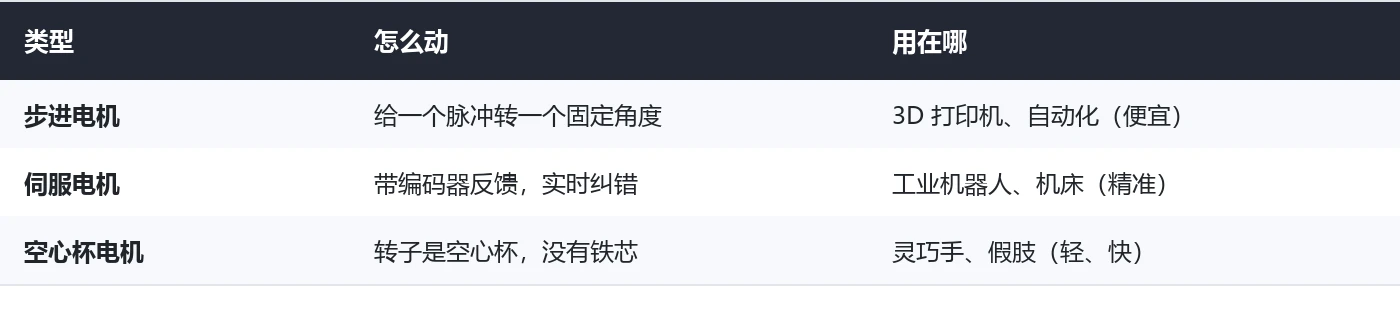 类型 怎么动 用在哪
步进电机 给一个脉冲转一个固定角度 3D 打印机、自动化（便宜）
伺服电机 带编码器反馈，实时纠错 工业机器人、机床（精准）
空心杯电机 转子是空心杯，没有铁芯 灵巧手、假肢（轻、快）